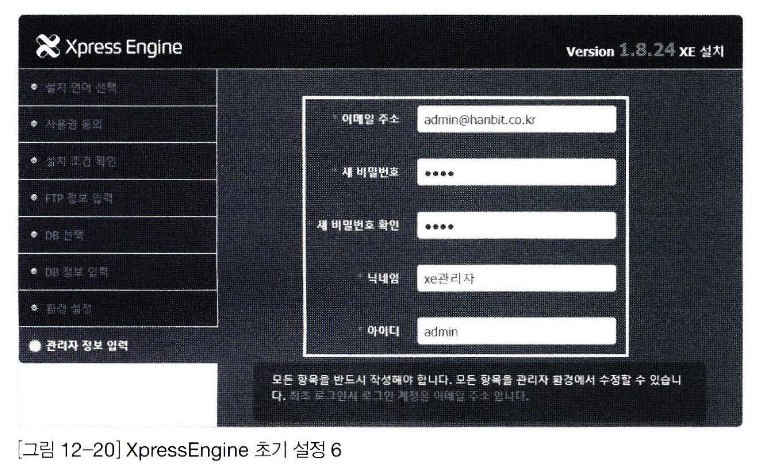 Xpress Engine
Version 1.8.24 XE 설치
설치 언어 선택
사용권 동의
설치 조건 확인
FTP 정보 입력
DB 선택
DB 정보 입력
환경 설정
관리자 정보 입력
* 이메일 주소 admin@hanbit.co.kr
* 새 비밀번호 ••••
새 비밀번호 확인 ••••
* 닉네임 xe관리자
* 아이디 admin
모든 항목을 반드시 작성해야 합니다. 모든 항목을 관리자 환경에서 수정할 수 있습니
다. 최초 로그인시 로그인 계정은 이메일 주소 입니다.
[그림 12-20] XpressEngine 초기 설정 6